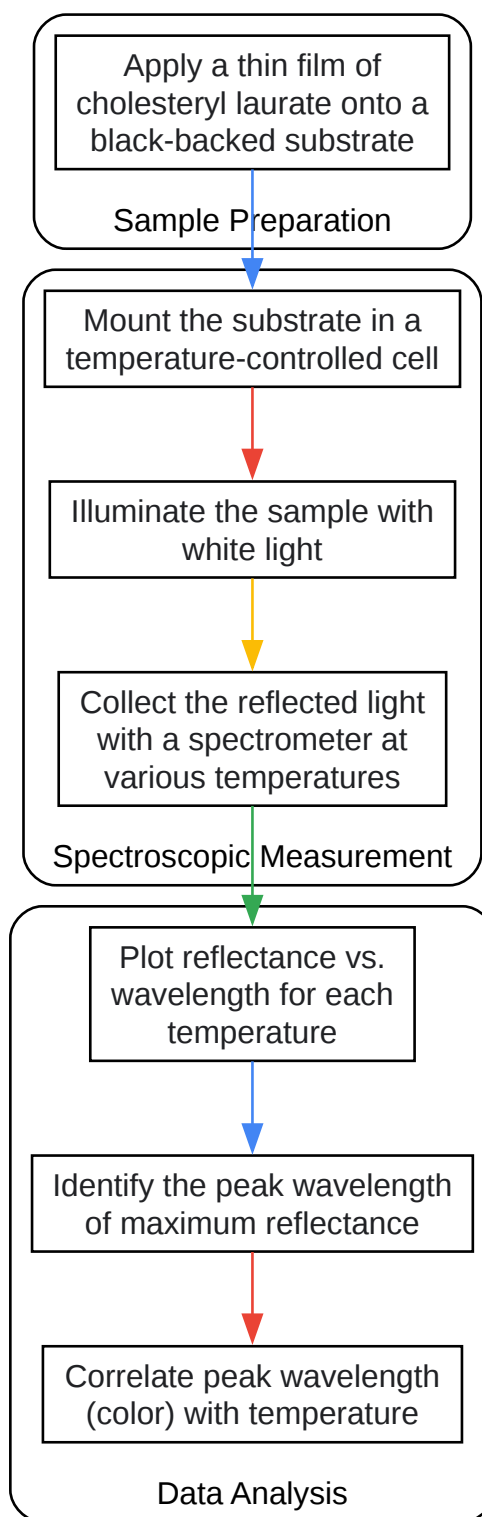 Apply a thin film of
cholesteryl laurate onto a
black-backed substrate
Sample Preparation
Mount the substrate in a
temperature-controlled cell
Illuminate the sample with
white light
Collect the reflected light
with a spectrometer at
various temperatures
Spectroscopic Measurement
Plot reflectance vs.
wavelength for each
temperature
Identify the peak wavelength
of maximum reflectance
Correlate peak wavelength
(color) with temperature
Data Analysis